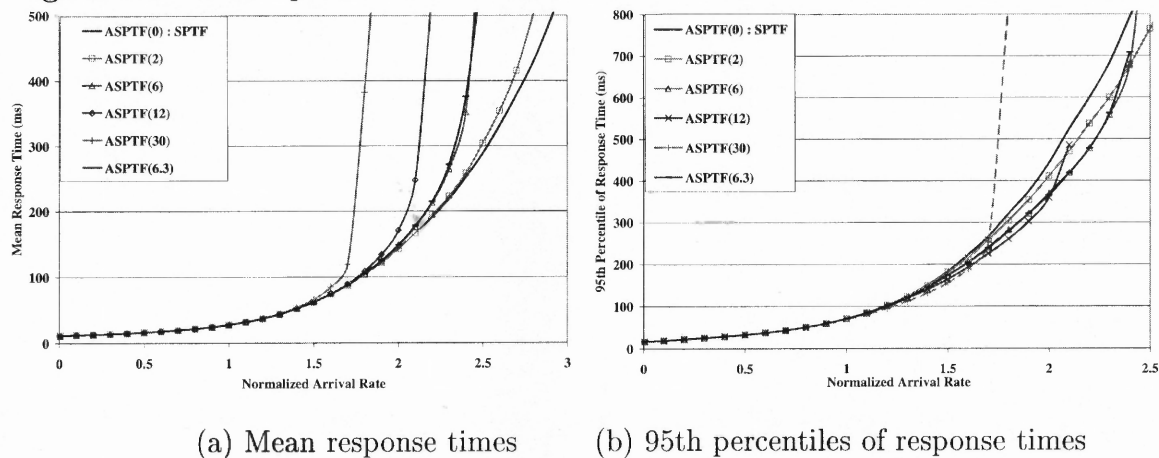 500
400
300
200
100
0
Mean Response Time (ms)
ASPTF(0) : SPTF
ASPTF(2)
ASPTF(6)
ASPTF(12)
ASPTF(30)
ASPTF(6.3)
0 0.5 1 1.5 2 2.5 3
Normalized Arrival Rate
800
700
600
500
400
300
200
100
0
95th Percentile of Response Time (ms)
ASPTF(0) : SPTF
ASPTF(2)
ASPTF(6)
ASPTF(12)
ASPTF(30)
ASPTF(6.3)
0 0.5 1 1.5 2 2.5
Normalized Arrival Rate
(a) Mean response times
(b) 95th percentiles of response times